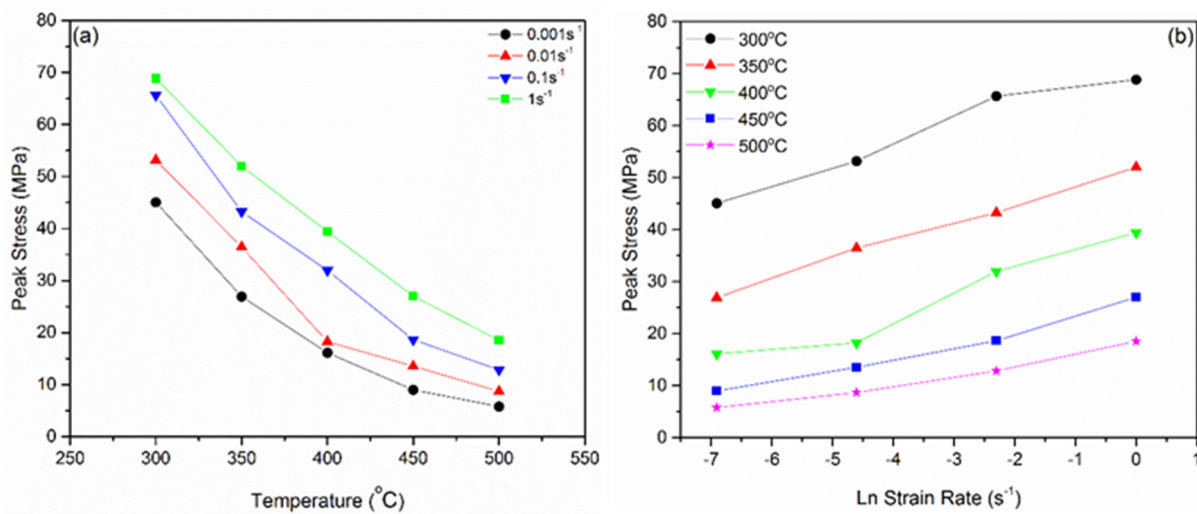 (a)
0.001s⁻¹
0.01s⁻¹
0.1s⁻¹
1s⁻¹
Peak Stress (MPa)
80
70
60
50
40
30
20
10
0
250 300 350 400 450 500 550
Temperature (°C)
(b)
300°C
350°C
400°C
450°C
500°C
Peak Stress (MPa)
80
70
60
50
40
30
20
10
0
-7 -6 -5 -4 -3 -2 -1 0 1
Ln Strain Rate (s⁻¹)